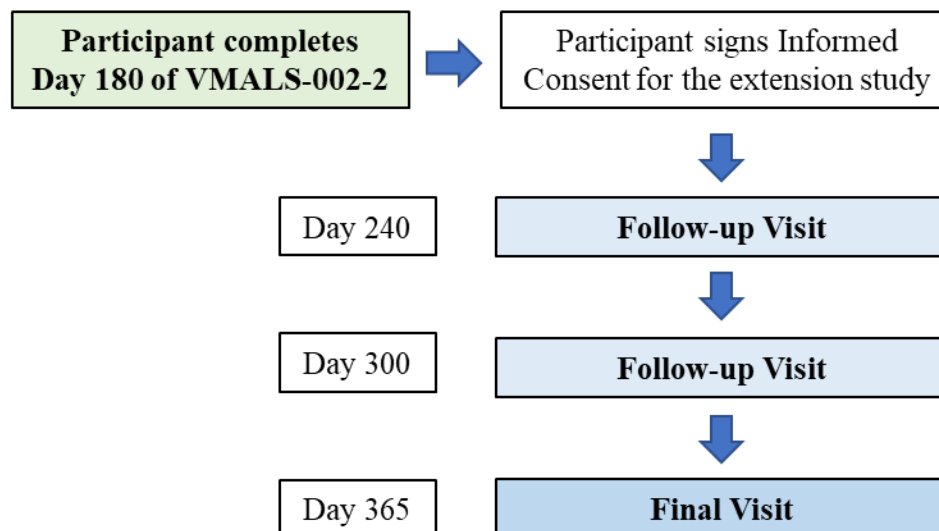 Participant completes
Day 180 of VMALS-002-2
Participant signs Informed
Consent for the extension study
Day 240
Follow-up Visit
Day 300
Follow-up Visit
Day 365
Final Visit